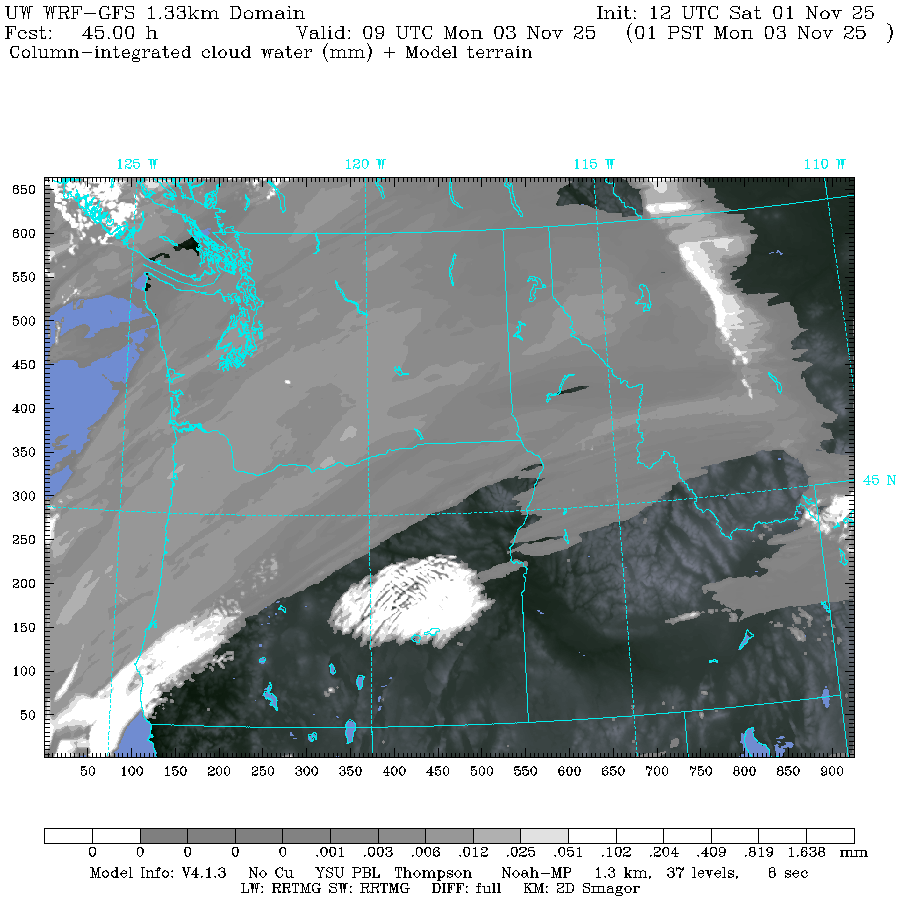 UW WRF-GFS 1.33km Domain Init: 12 UTC Sat 01 Nov 25
Fcst: 45.00 h Valid: 09 UTC Mon 03 Nov 25 (01 PST Mon 03 Nov 25 )
Column-integrated cloud water (mm) + Model terrain
125 W 120 W 115 W 110 W
650
600
550
500
450
400
350
45 N
300
250
200
150
100
50
50 100 150 200 250 300 350 400 450 500 550 600 650 700 750 800 850 900
0 0 0 0 0 .001 .003 .006 .012 .025 .051 .102 .204 .409 .819 1.638 mm
Model Info: V4.1.3 No Cu YSU PBL Thompson Noah-MP 1.3 km, 37 levels, 8 sec
LW: RRTMG SW: RRTMG DIFF: full KM: 2D Smagor